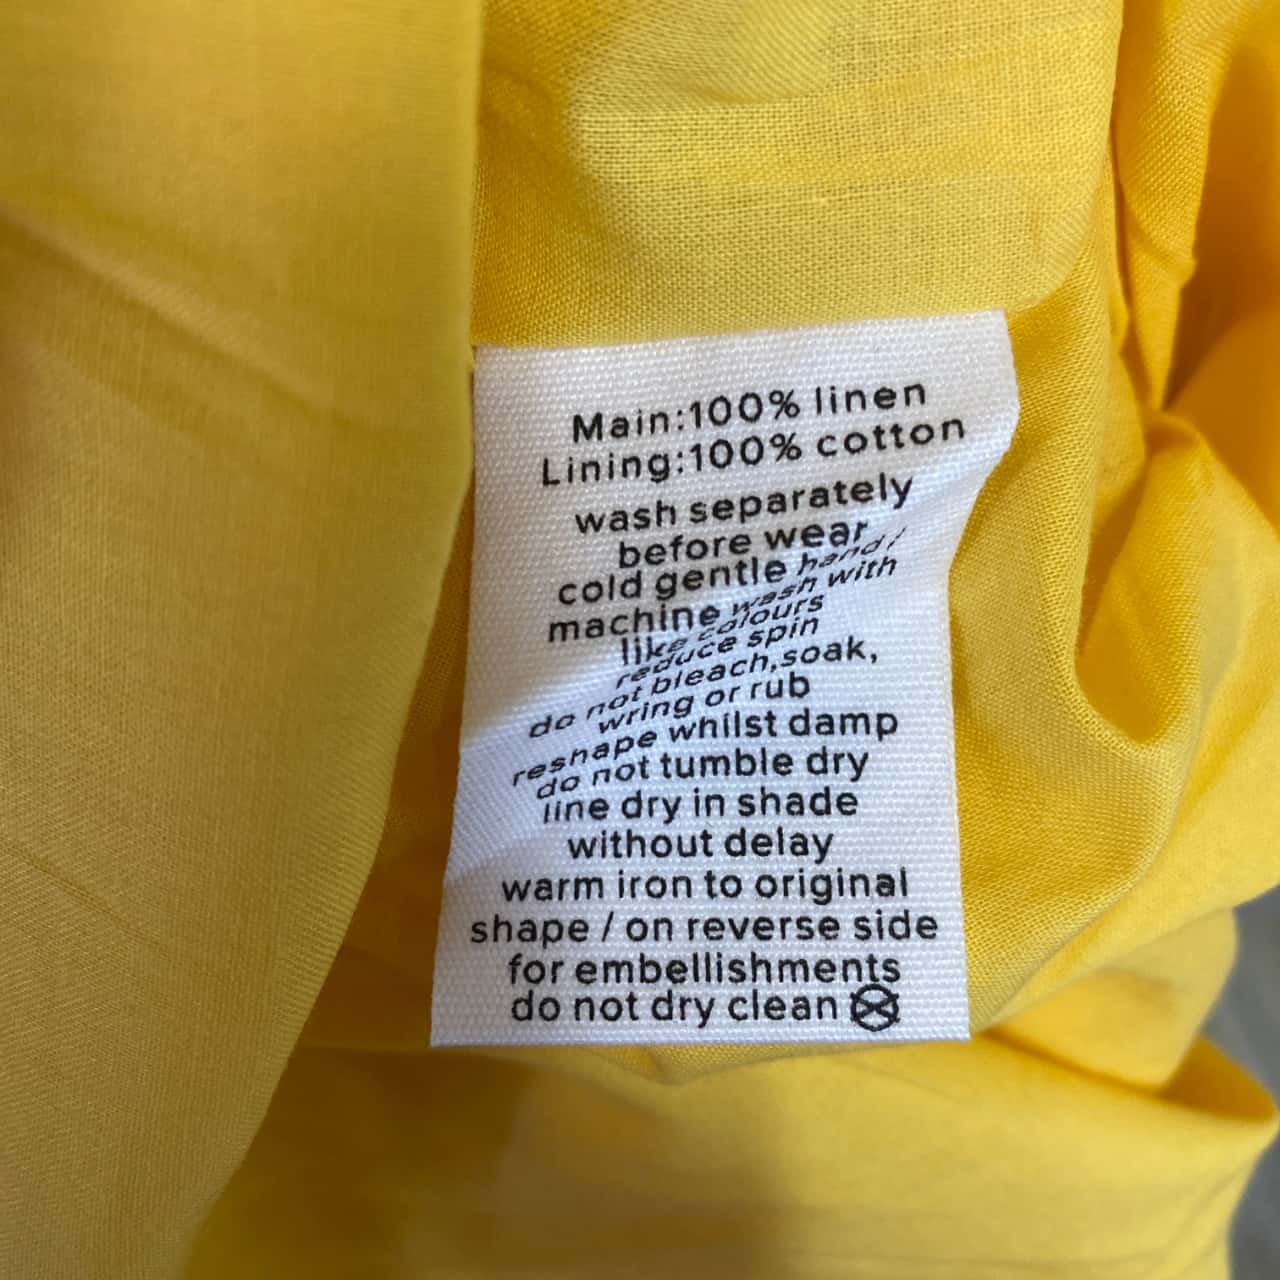 Main:100% linen
Lining:100% cotton
wash separately
before wear
cold gentle hand/
machine wash with
like colours
reduce spin
do not bleach,soak,
wring or rub
reshape whilst damp
do not tumble dry
line dry in shade
without delay
warm iron to original
shape / on reverse side
for embellishments
do not dry clean